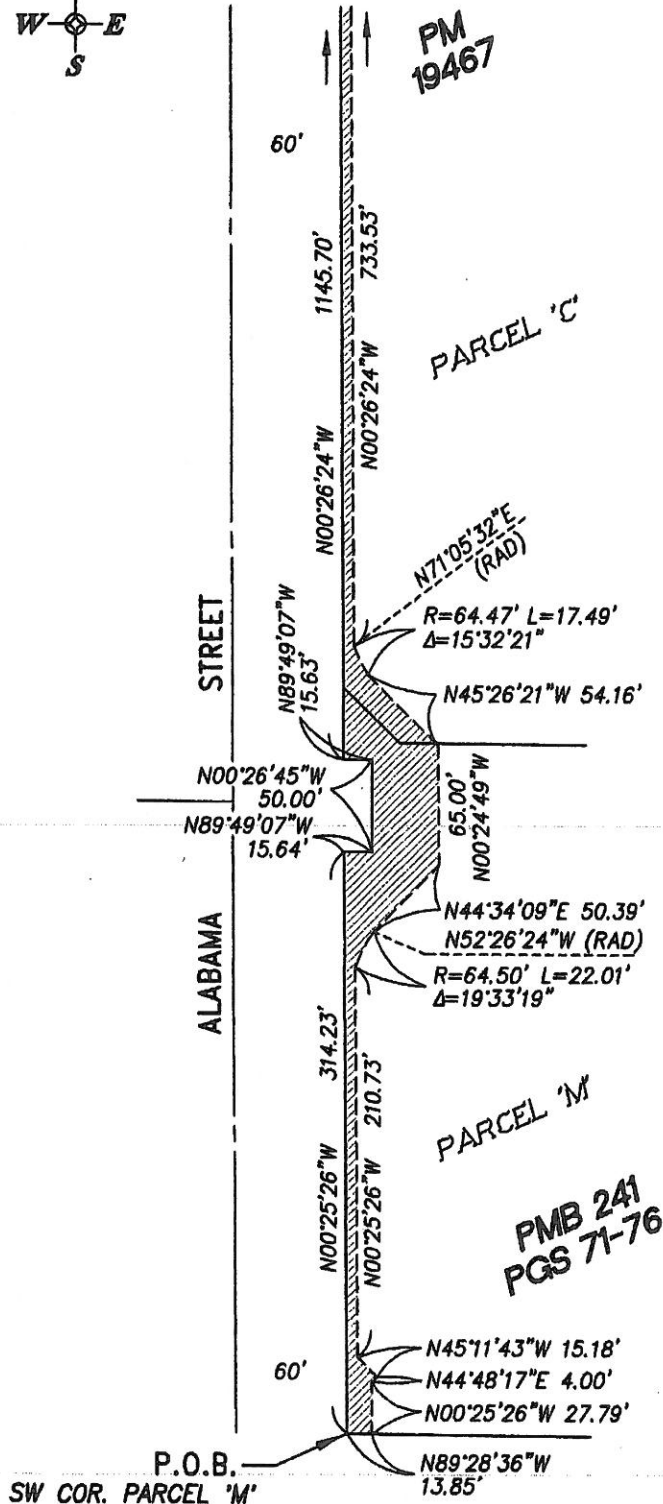 W E
S
PM
19467
60'
1145.70'
733.53'
N00°26'24"W
N00°26'24"W
PARCEL 'C'
N71°05'32"E
(RAD)
R=64.47' L=17.49'
Δ=15°32'21"
N45°26'21"W 54.16'
STREET
N89°49'07"W
15.63'
N00°26'45"W
50.00'
N89°49'07"W
15.64'
65.00'
N00°24'49"W
N44°34'09"E 50.39'
N52°26'24"W (RAD)
R=64.50' L=22.01'
Δ=19°33'19"
ALABAMA
314.23'
210.73'
N00°25'26"W
N00°25'26"W
PARCEL 'M'
PMB 241
PGS 71-76
60'
N45°11'43"W 15.18'
N44°48'17"E 4.00'
N00°25'26"W 27.79'
N89°28'36"W
13.85'
P.O.B.
SW COR. PARCEL 'M'